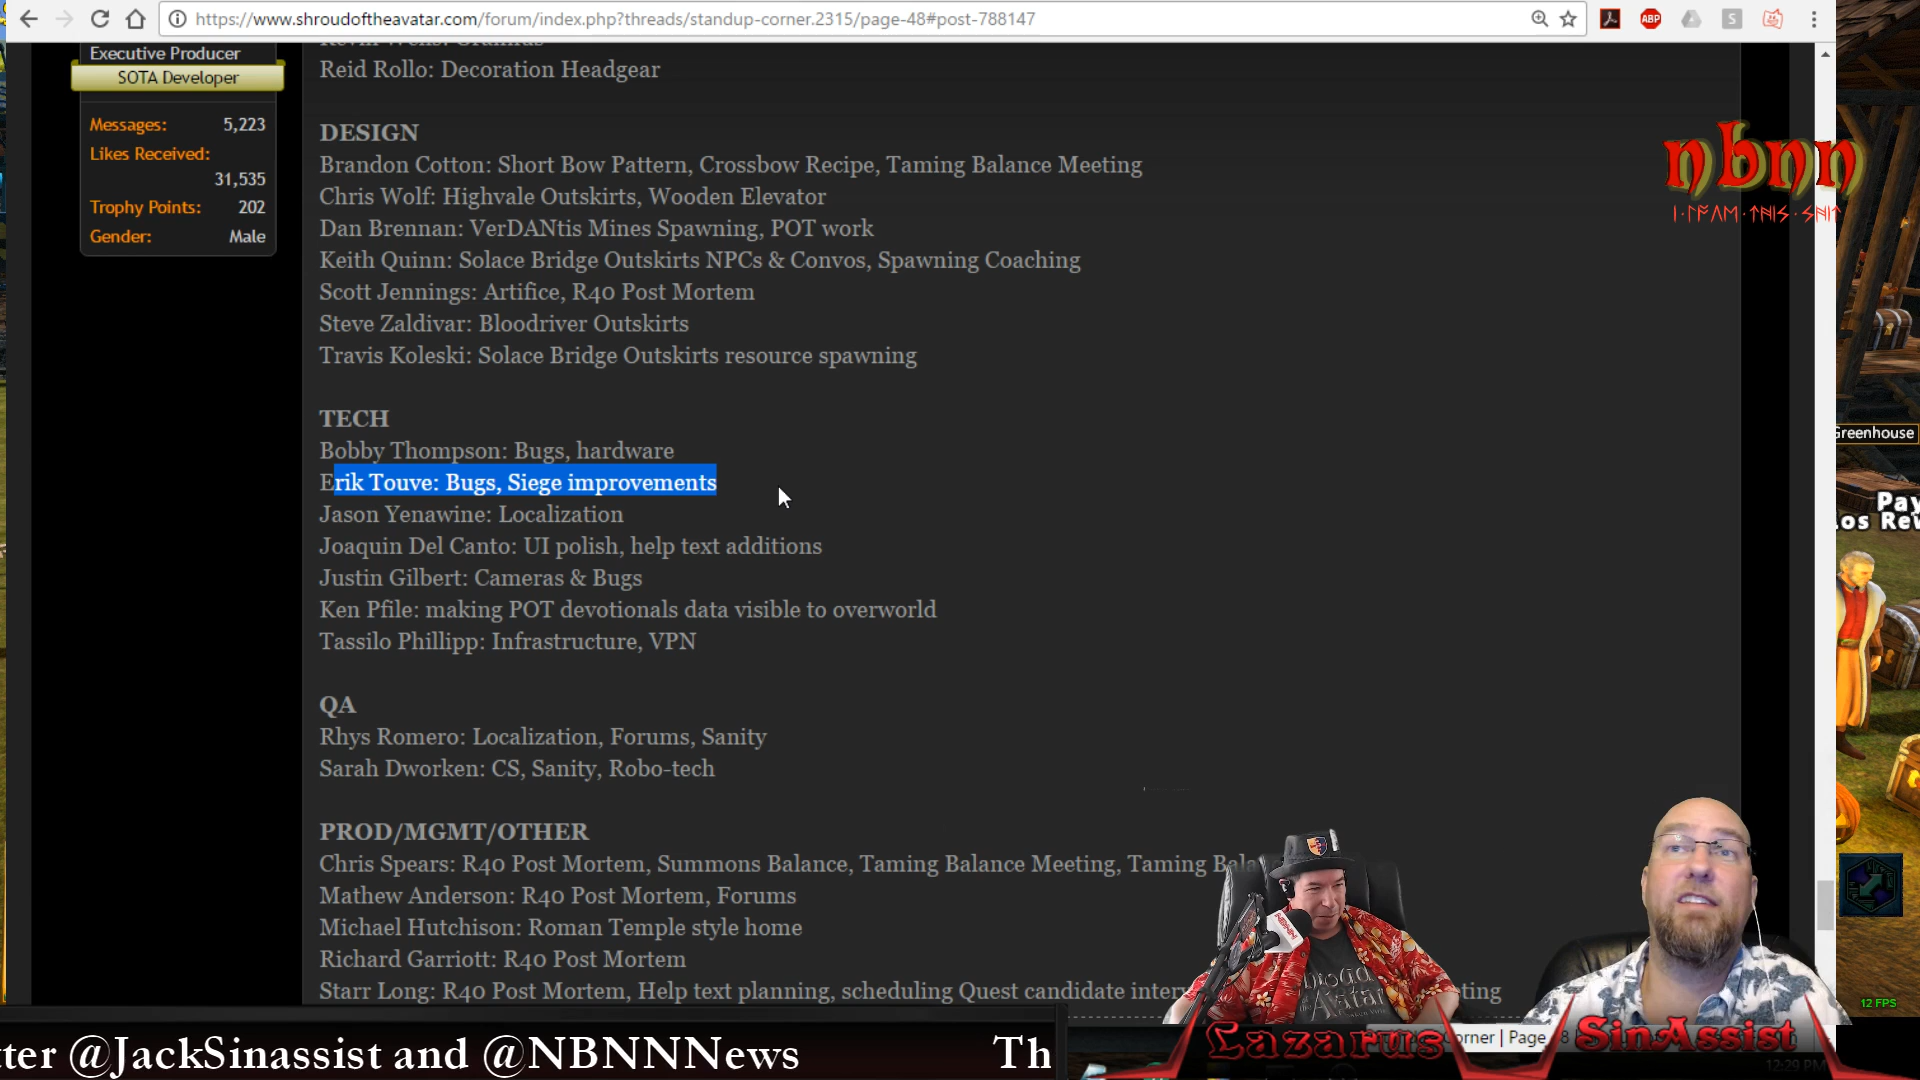 https://www.shroudoftheavatar.com/forum/index.php?threads/standup-corner.2315/page-48#post-788147
ABP
S
Executive Producer
SOTA Developer
Messages: 5,223
Likes Received:
31,535
Trophy Points: 202
Gender: Male
Reid Rollo: Decoration Headgear
DESIGN
Brandon Cotton: Short Bow Pattern, Crossbow Recipe, Taming Balance Meeting
Chris Wolf: Highvale Outskirts, Wooden Elevator
Dan Brennan: VerDANtis Mines Spawning, POT work
Keith Quinn: Solace Bridge Outskirts NPCs & Convos, Spawning Coaching
Scott Jennings: Artifice, R40 Post Mortem
Steve Zaldivar: Bloodriver Outskirts
Travis Koleski: Solace Bridge Outskirts resource spawning
TECH
Bobby Thompson: Bugs, hardware
Erik Touve: Bugs, Siege improvements
Jason Yenawine: Localization
Joaquin Del Canto: UI polish, help text additions
Justin Gilbert: Cameras & Bugs
Ken Pfile: making POT devotionals data visible to overworld
Tassilo Phillipp: Infrastructure, VPN
QA
Rhys Romero: Localization, Forums, Sanity
Sarah Dworken: CS, Sanity, Robo-tech
PROD/MGMT/OTHER
Chris Spears: R40 Post Mortem, Summons Balance, Taming Balance Meeting, Taming
Mathew Anderson: R40 Post Mortem, Forums
Michael Hutchison: Roman Temple style home
Richard Garriott: R40 Post Mortem
Starr Long: R40 Post Mortem, Help text planning, scheduling Quest candidate
nbnn
ᛁ·ᛚᚩᚡᛖ·ᛏᚺᛁᛊ·ᛊᚺᛁᛏ
Greenhouse
Pay
12 FPS
@JackSinassist and @NBNNNews
Th
Lazarus
SinAssist
Page
12:29 PM